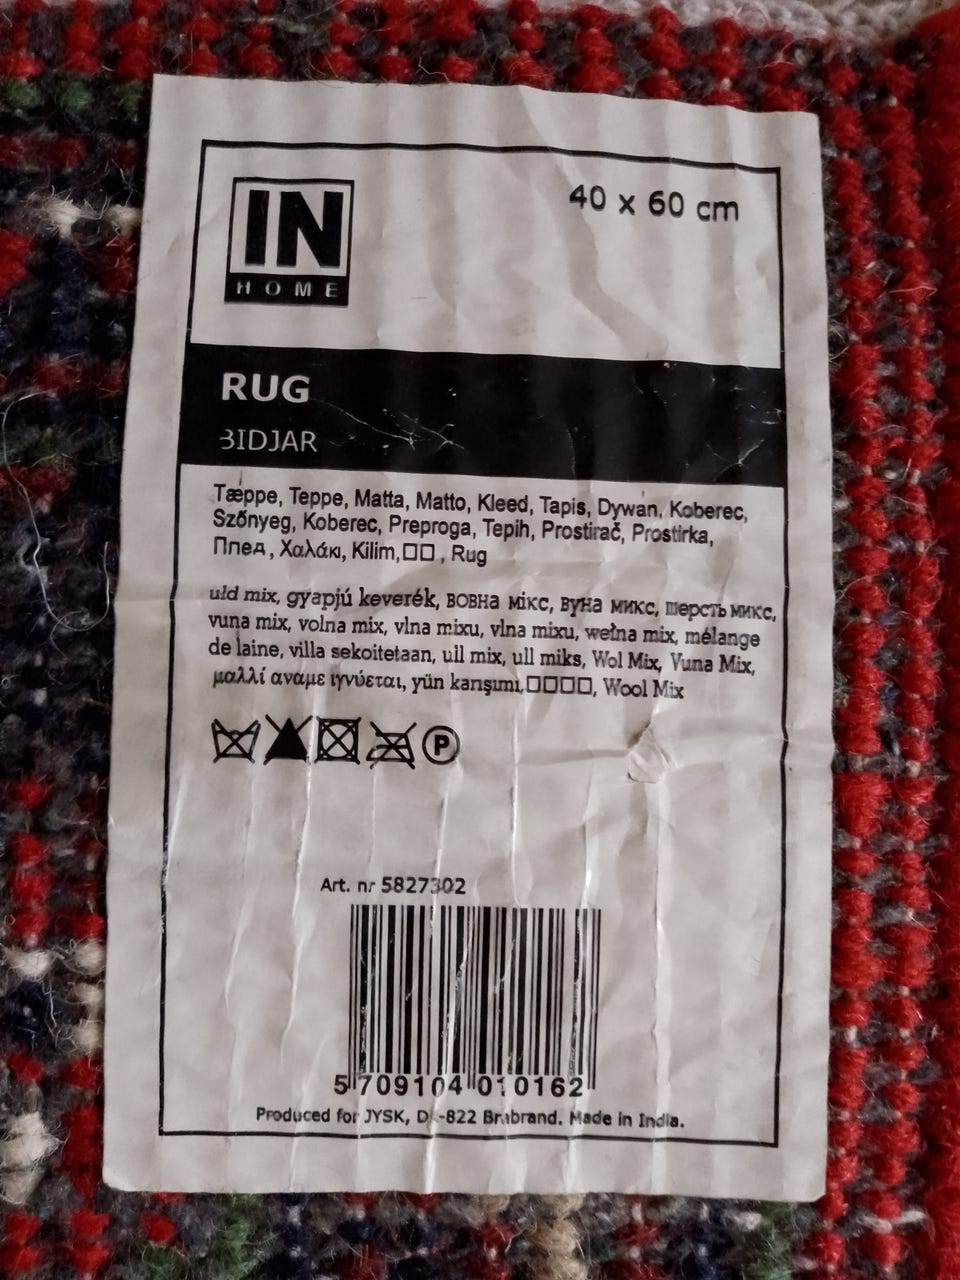 IN
HOME
40 x 60 cm
RUG
BIDJAR
Tæppe, Teppe, Matta, Matto, Kleed, Tapis, Dywan, Koberec,
Szőnyeg, Koberec, Preproga, Tepih, Prostirač, Prostirka,
Ппед, Χαλάκι, Kilim,□□, Rug
uld mix, gyapjú keverék, вовна мікс, вуна микс, шерсть микс,
vuna mix, volna mix, vlna mixu, vlna mixu, wełna mix, mélange
de laine, villa sekoitetaan, ull mix, ull miks, Wol Mix, Vuna Mix,
μαλλί αναμε ιγνύεται, yün karışımı,□□□□, Wool Mix
P
Art. nr 5827302
5 709104 010162
Produced for JYSK, DK-822 Brabrand. Made in India.